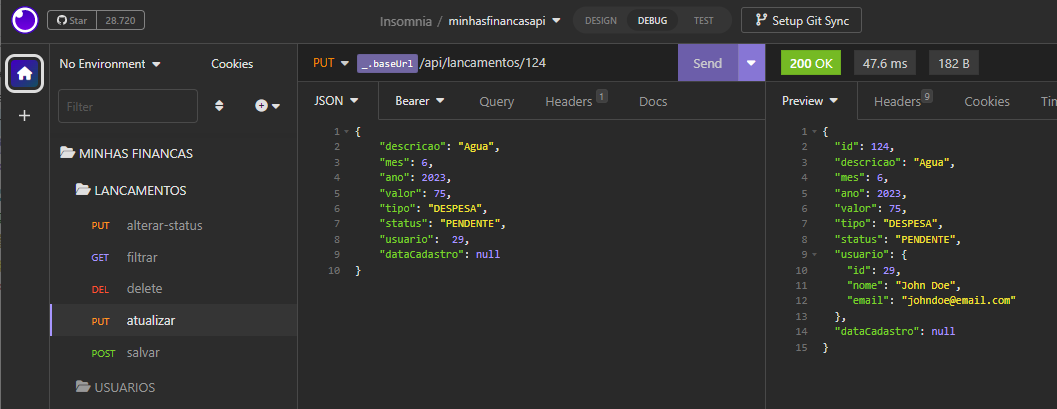 Star 28.720
Insomnia / minhasfinancasapi
DESIGN DEBUG TEST
Setup Git Sync
No Environment Cookies
Filter
MINHAS FINANCAS
LANCAMENTOS
PUT alterar-status
GET filtrar
DEL delete
PUT atualizar
POST salvar
USUARIOS
PUT _.baseUrl /api/lancamentos/124 Send
JSON Bearer Query Headers 1 Docs
1 {
2 "descricao": "Agua",
3 "mes": 6,
4 "ano": 2023,
5 "valor": 75,
6 "tipo": "DESPESA",
7 "status": "PENDENTE",
8 "usuario":  29,
9 "dataCadastro": null
10 }
200 OK 47.6 ms 182 B
Preview Headers 9 Cookies Tin
1 {
2 "id": 124,
3 "descricao": "Agua",
4 "mes": 6,
5 "ano": 2023,
6 "valor": 75,
7 "tipo": "DESPESA",
8 "status": "PENDENTE",
9 "usuario": {
10 "id": 29,
11 "nome": "John Doe",
12 "email": "johndoe@email.com"
13 },
14 "dataCadastro": null
15 }